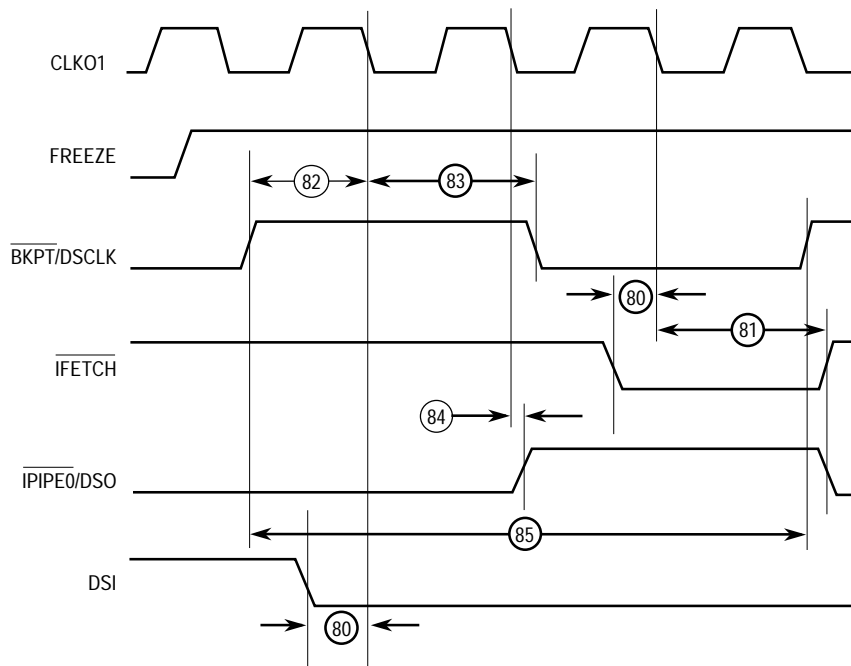 CLKO1
FREEZE
82
83
BKPT/DSCLK
80
81
IFETCH
84
IPIPE0/DSO
85
DSI
80